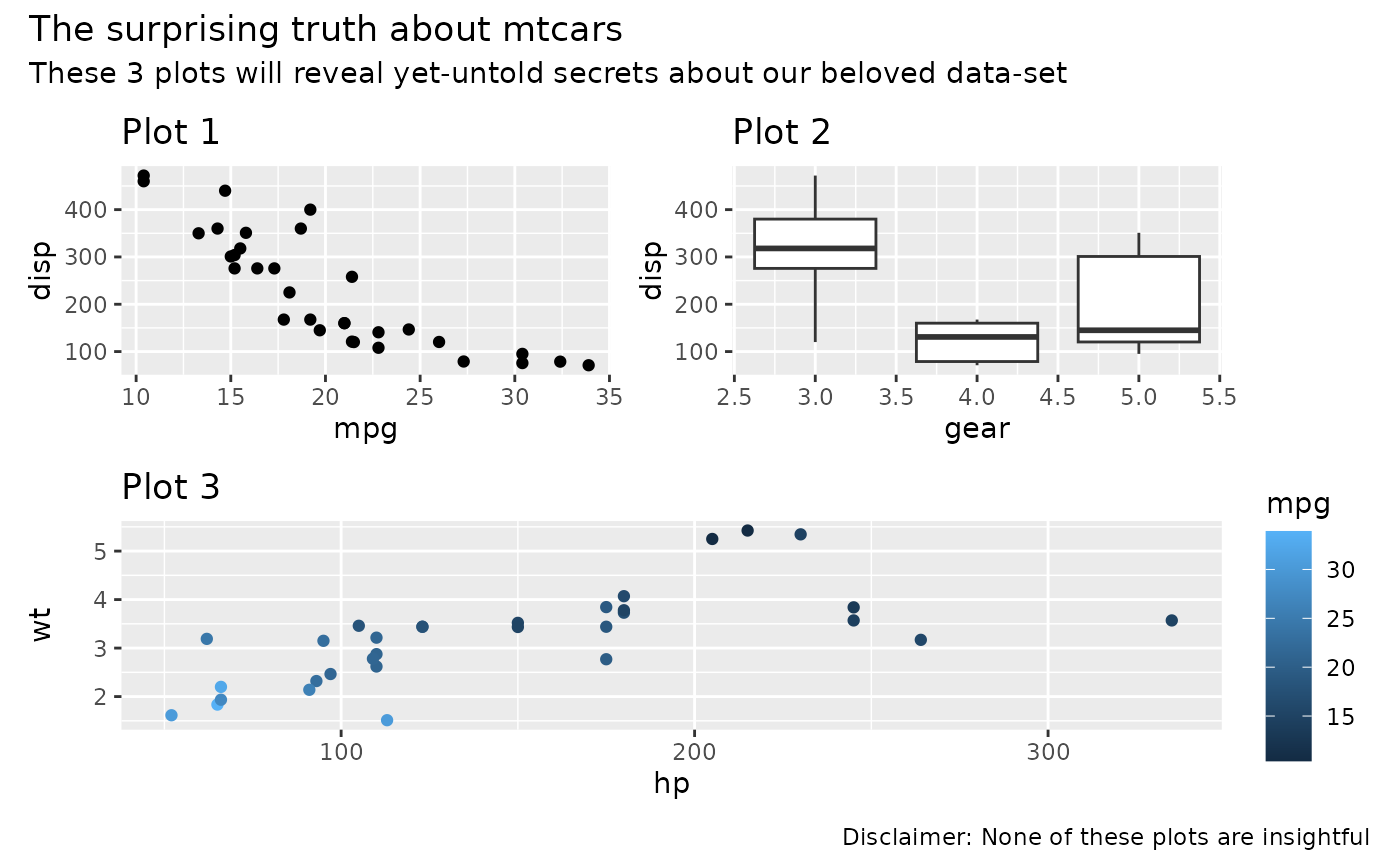 The surprising truth about mtcars
These 3 plots will reveal yet-untold secrets about our beloved data-set
Plot 1
disp
400
300
200
100
10 15 20 25 30 35
mpg
Plot 2
disp
400
300
200
100
2.5 3.0 3.5 4.0 4.5 5.0 5.5
gear
Plot 3
wt
5
4
3
2
100 200 300
hp
mpg
30
25
20
15
Disclaimer: None of these plots are insightful